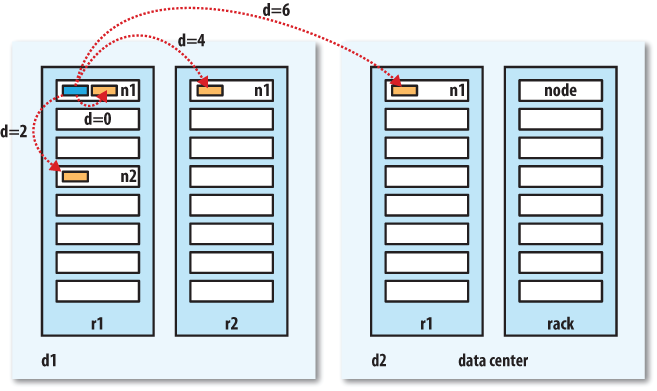 d=6
d=4
n1
n1
n1
node
d=0
d=2
n2
r1
r2
r1
rack
d1
d2
data center